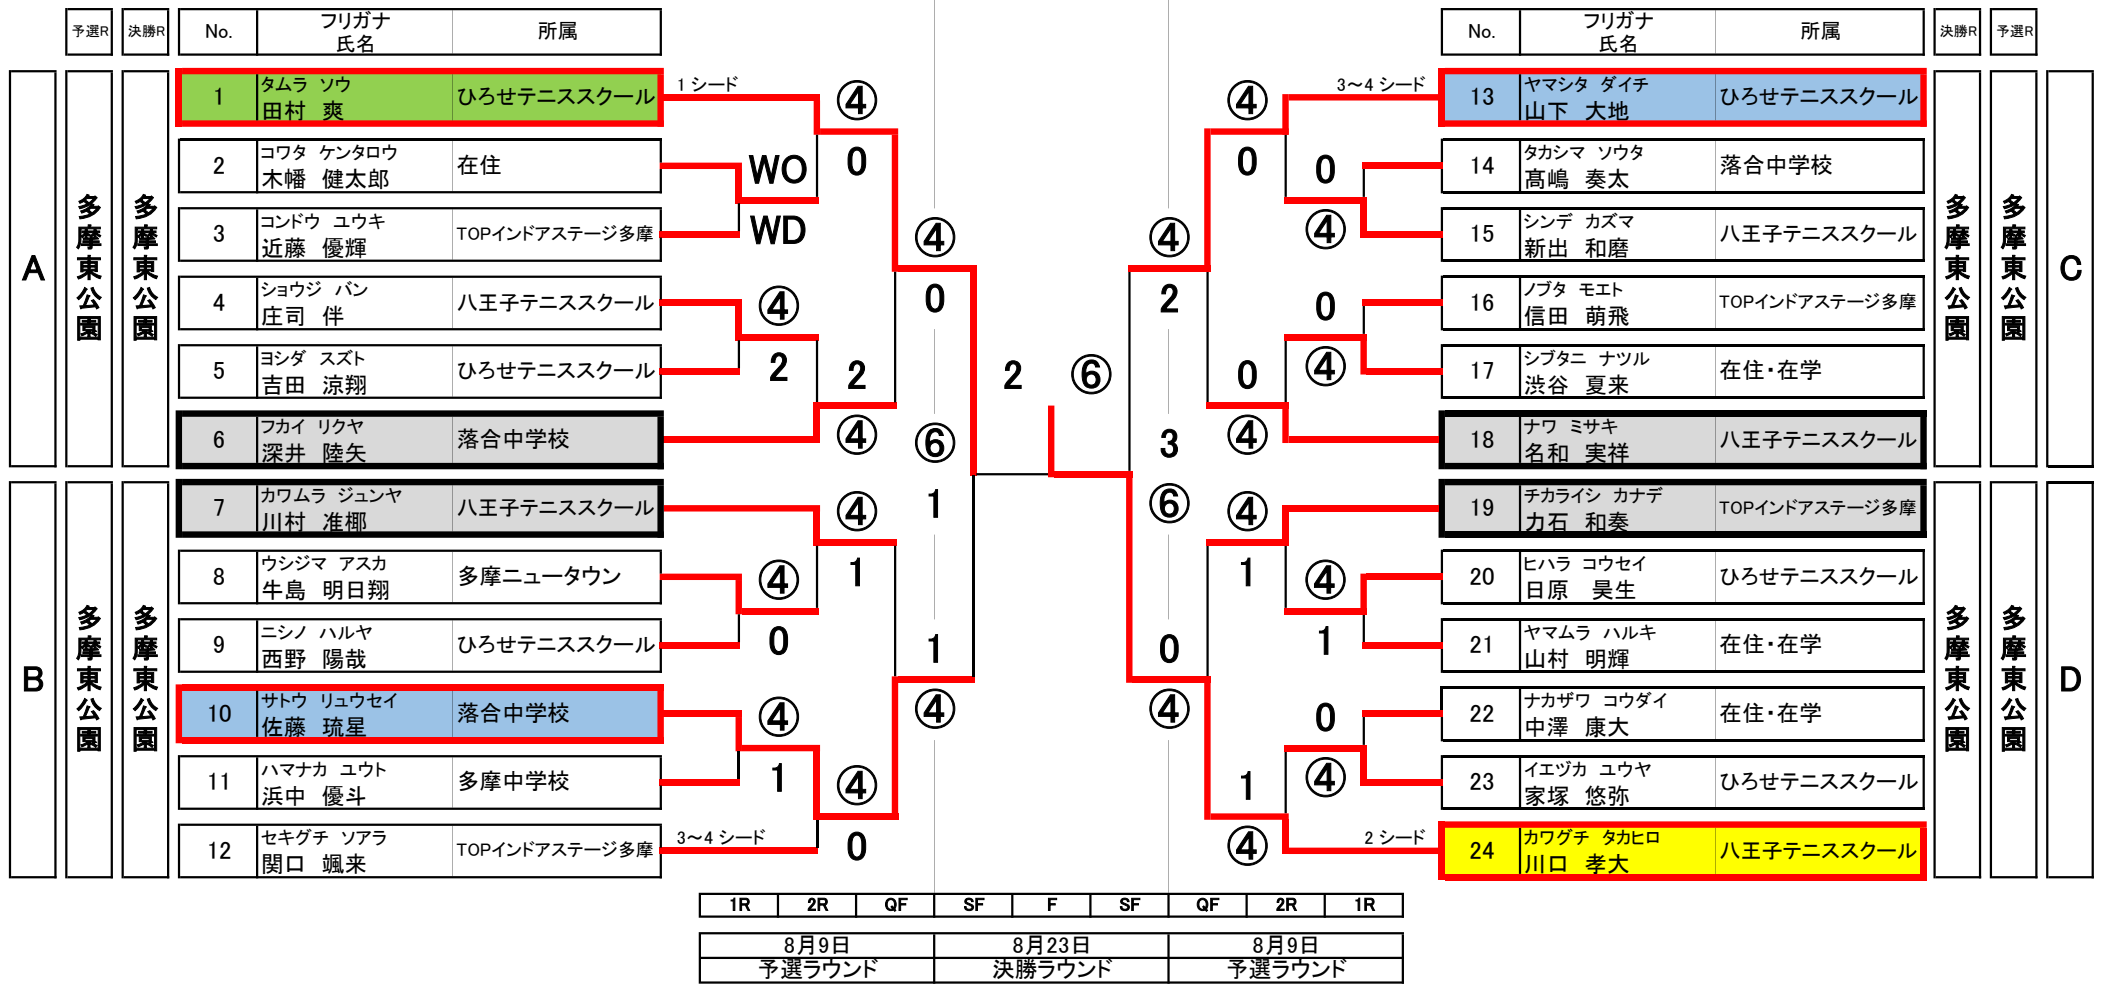 予選R 決勝R No. フリガナ 氏名 所属
A 多摩東公園 多摩東公園
1 タムラ ソウ 田村 爽 ひろせテニススクール 1 シード
2 コワタ ケンタロウ 木幡 健太郎 在住
3 コンドウ ユウキ 近藤 優輝 TOPインドアステージ多摩
4 ショウジ バン 庄司 伴 八王子テニススクール
5 ヨシダ スズト 吉田 涼翔 ひろせテニススクール
6 フカイ リクヤ 深井 陸矢 落合中学校
B 多摩東公園 多摩東公園
7 カワムラ ジュンヤ 川村 准椰 八王子テニススクール
8 ウシジマ アスカ 牛島 明日翔 多摩ニュータウン
9 ニシノ ハルヤ 西野 陽哉 ひろせテニススクール
10 サトウ リュウセイ 佐藤 琉星 落合中学校
11 ハマナカ ユウト 浜中 優斗 多摩中学校
12 セキグチ ソアラ 関口 颯来 TOPインドアステージ多摩 3～4 シード
WO
WD
④
2
④
0
④
1
④
0
2
④
④
1
④
0
④
0
1
④
⑥
1
2 ⑥
④
2
0
④
3
⑥
④
0
0
④
④
1
1
④
0
④
0
④
④
1
0
④
No. フリガナ 氏名 所属 決勝R 予選R
C 多摩東公園 多摩東公園
3～4 シード 13 ヤマシタ ダイチ 山下 大地 ひろせテニススクール
14 タカシマ ソウタ 髙嶋 奏太 落合中学校
15 シンデ カズマ 新出 和磨 八王子テニススクール
16 ノブタ モエト 信田 萌飛 TOPインドアステージ多摩
17 シブタニ ナツル 渋谷 夏来 在住・在学
18 ナワ ミサキ 名和 実祥 八王子テニススクール
D 多摩東公園 多摩東公園
19 チカライシ カナデ 力石 和奏 TOPインドアステージ多摩
20 ヒハラ コウセイ 日原 昊生 ひろせテニススクール
21 ヤマムラ ハルキ 山村 明輝 在住・在学
22 ナカザワ コウダイ 中澤 康大 在住・在学
23 イエヅカ ユウヤ 家塚 悠弥 ひろせテニススクール
2 シード 24 カワグチ タカヒロ 川口 孝大 八王子テニススクール
1R 2R QF SF F SF QF 2R 1R
8月9日 8月23日 8月9日
予選ラウンド 決勝ラウンド 予選ラウンド